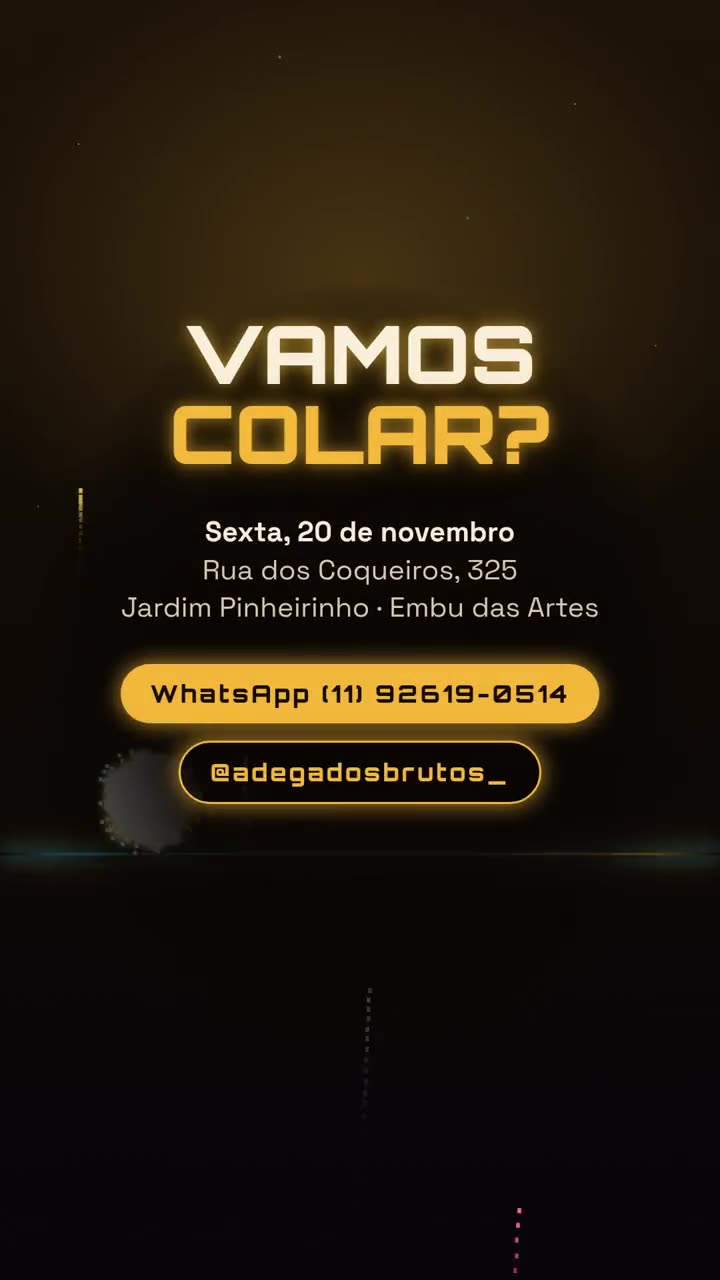 VAMOS
COLAR?
Sexta, 20 de novembro
Rua dos Coqueiros, 325
Jardim Pinheirinho · Embu das Artes
WhatsApp (11) 92619-0514
@adegadosbrutos_